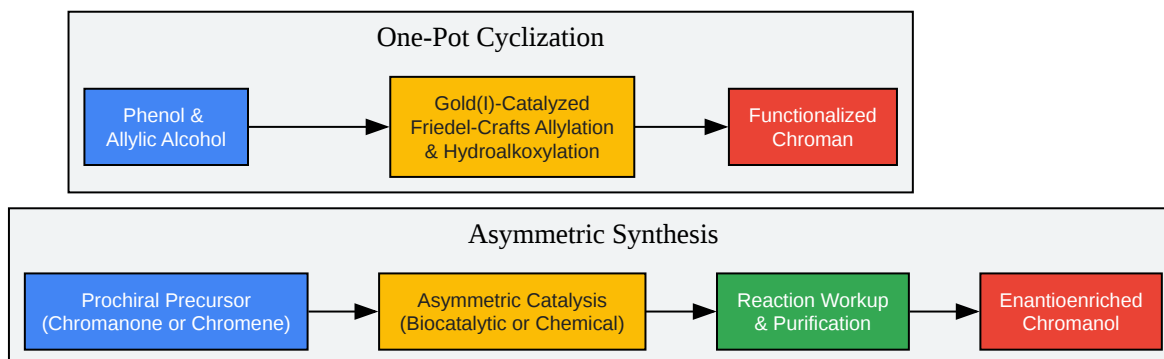 One-Pot Cyclization
Phenol &
Allylic Alcohol
Gold(I)-Catalyzed
Friedel-Crafts Allylation
& Hydroalkoxylation
Functionalized
Chroman
Asymmetric Synthesis
Prochiral Precursor
(Chromanone or Chromene)
Asymmetric Catalysis
(Biocatalytic or Chemical)
Reaction Workup
& Purification
Enantioenriched
Chromanol